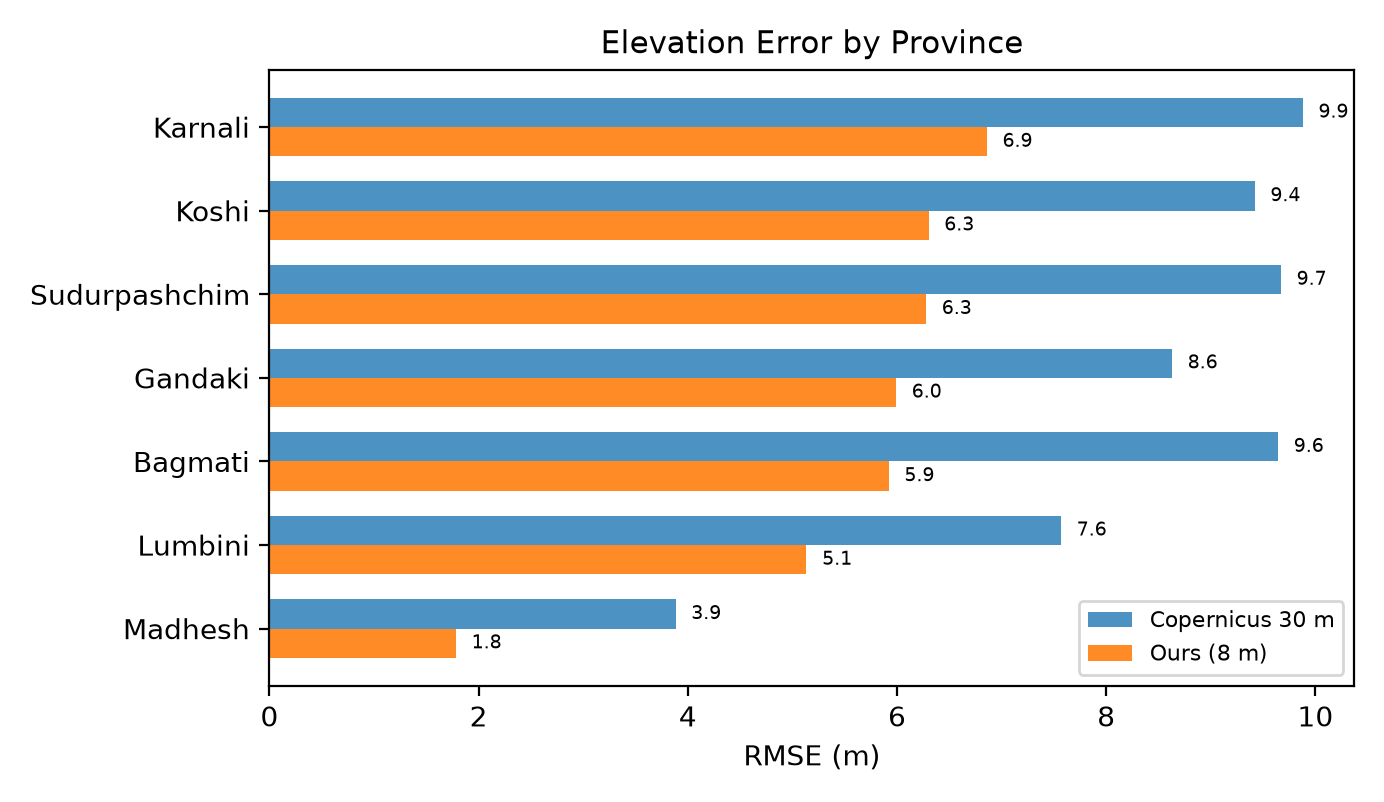 Elevation Error by Province
Karnali
9.9
6.9
Koshi
9.4
6.3
Sudurpashchim
9.7
6.3
Gandaki
8.6
6.0
Bagmati
9.6
5.9
Lumbini
7.6
5.1
Madhesh
3.9
1.8
Copernicus 30 m
Ours (8 m)
0 2 4 6 8 10
RMSE (m)